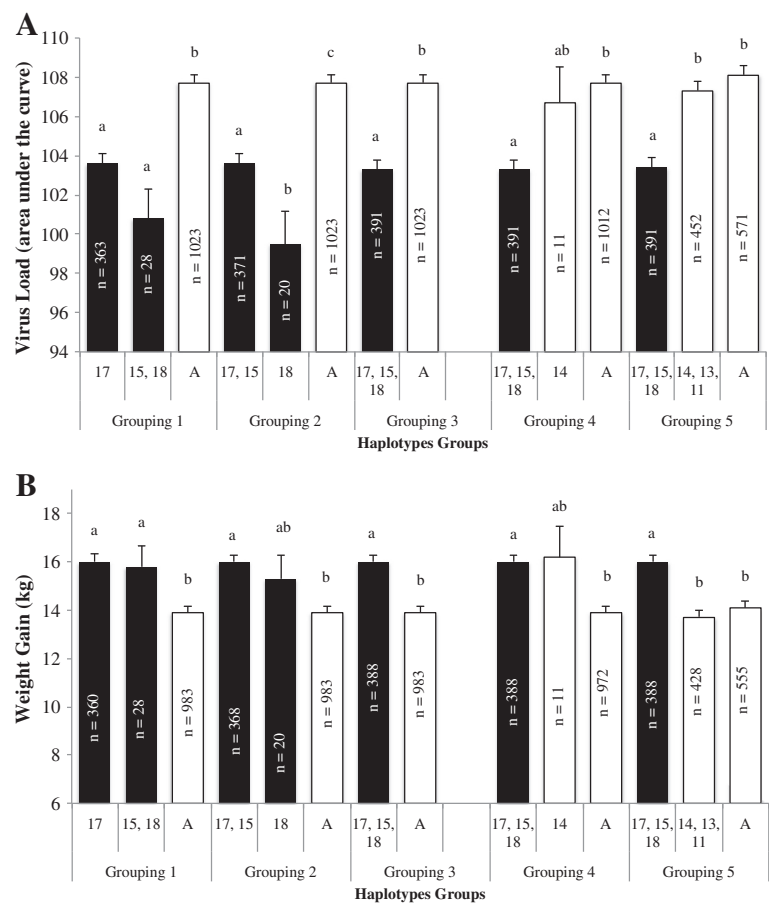 A
110
108
106
104
102
100
98
96
94
Virus Load (area under the curve)
a a b a b c a b a ab b a b b
n = 363 n = 28 n = 1023 n = 371 n = 20 n = 1023 n = 391 n = 1023 n = 391 n = 11 n = 1012 n = 391 n = 452 n = 571
17 15, 18 A 17, 15 18 A 17, 15, 18 A 17, 15, 18 14 A 17, 15, 18 14, 13, 11 A
Grouping 1 Grouping 2 Grouping 3 Grouping 4 Grouping 5
Haplotypes Groups
B
18
16
14
12
10
8
6
Weight Gain (kg)
a a b a ab b a b a ab b a b b
n = 360 n = 28 n = 983 n = 368 n = 20 n = 983 n = 388 n = 983 n = 388 n = 11 n = 972 n = 388 n = 428 n = 555
17 15, 18 A 17, 15 18 A 17, 15, 18 A 17, 15, 18 14 A 17, 15, 18 14, 13, 11 A
Grouping 1 Grouping 2 Grouping 3 Grouping 4 Grouping 5
Haplotypes Groups